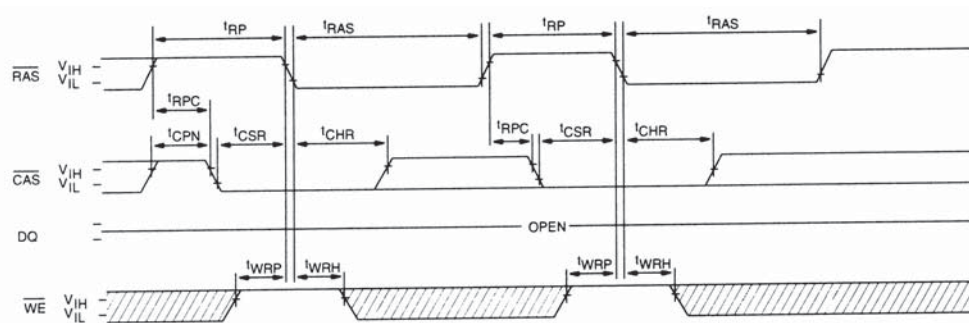 tRP tRAS tRP tRAS
RAS VIH
VIL
tRPC
tCPN tCSR tCHR tRPC tCSR tCHR
CAS VIH
VIL
DQ OPEN
tWRP tWRH tWRP tWRH
WE VIH
VIL